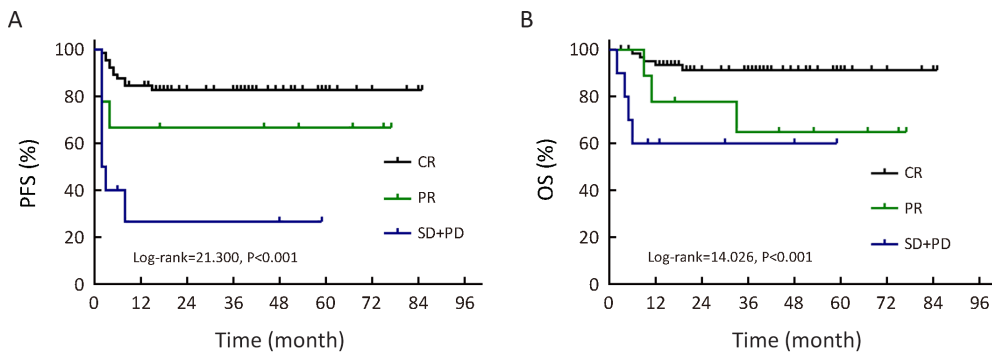 A
PFS (%)
100
80
60
40
20
0
CR
PR
SD+PD
Log-rank=21.300, P<0.001
0 12 24 36 48 60 72 84 96
Time (month)
B
OS (%)
100
80
60
40
20
0
CR
PR
SD+PD
Log-rank=14.026, P<0.001
0 12 24 36 48 60 72 84 96
Time (month)